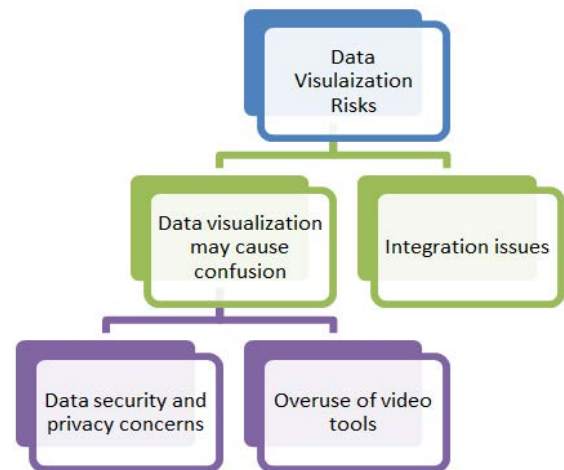 Data
Visulaization
Risks
Data visualization
may cause
confusion
Integration issues
Data security and
privacy concerns
Overuse of video
tools